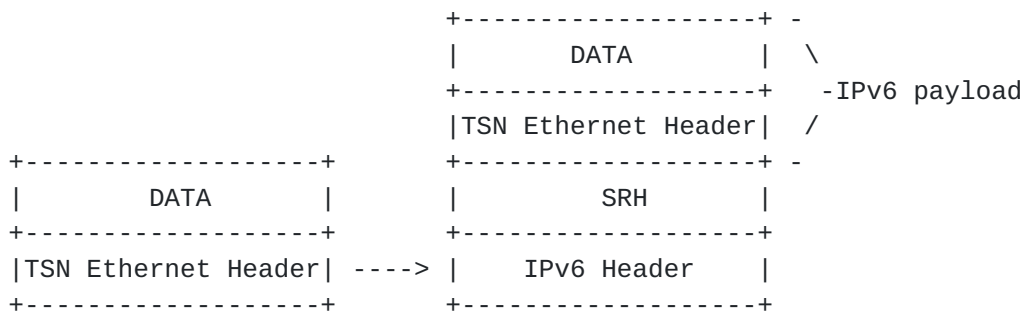 +-------------------+ -
                            |       DATA        |  \
                            +-------------------+   -IPv6 payload
                            |TSN Ethernet Header|  /
+-------------------+       +-------------------+ -
|        DATA       |       |         SRH       |
+-------------------+       +-------------------+
|TSN Ethernet Header| ----> |    IPv6 Header    |
+-------------------+       +-------------------+